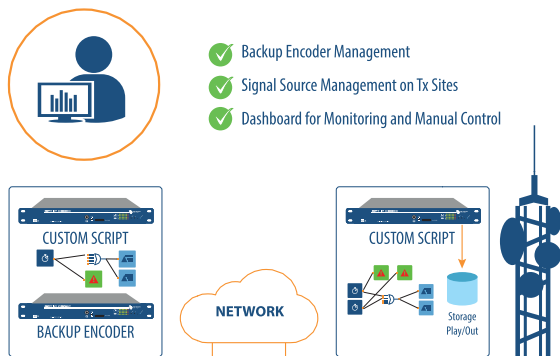 Backup Encoder Management
Signal Source Management on Tx Sites
Dashboard for Monitoring and Manual Control
CUSTOM SCRIPT
BACKUP ENCODER
NETWORK
CUSTOM SCRIPT
Storage
Play/Out